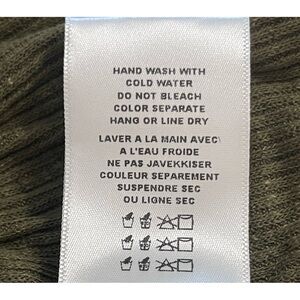 HAND WASH WITH
COLD WATER
DO NOT BLEACH
COLOR SEPARATE
HANG OR LINE DRY
LAVER A LA MAIN AVEC\
A L'EAU FROIDE
NE PAS JAVEKKISER
COULEUR SEPAREMENT
SUSPENDRE SEC
OU LIGNE SEC